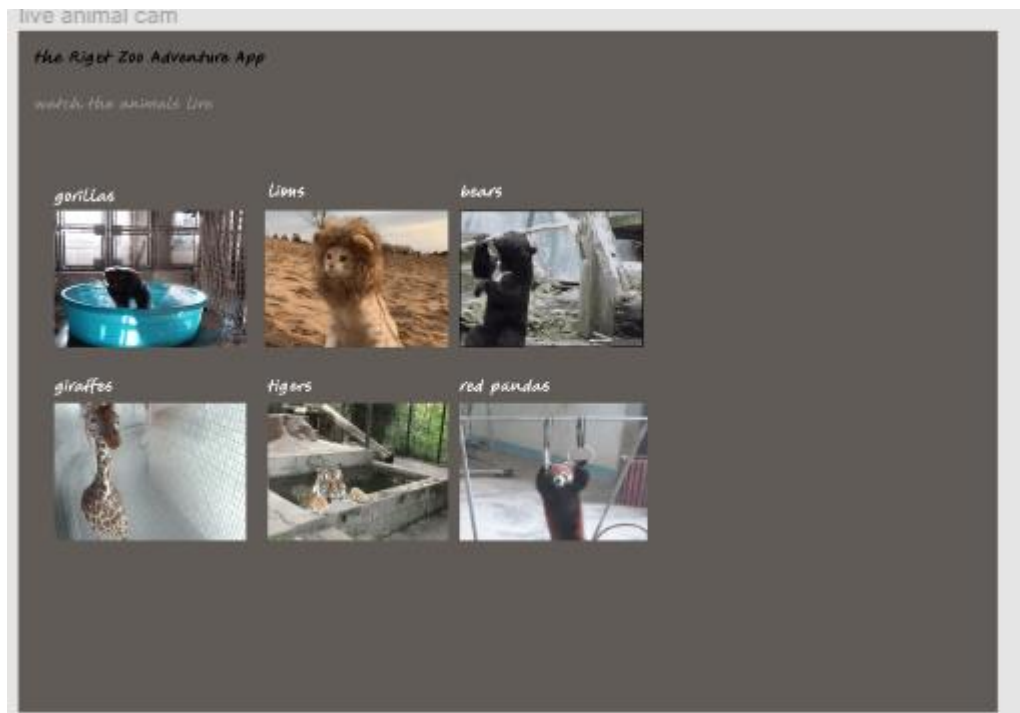 live animal cam
the Riget Zoo Adventure App
watch the animals live
gorillas
lions
bears
giraffes
tigers
red pandas